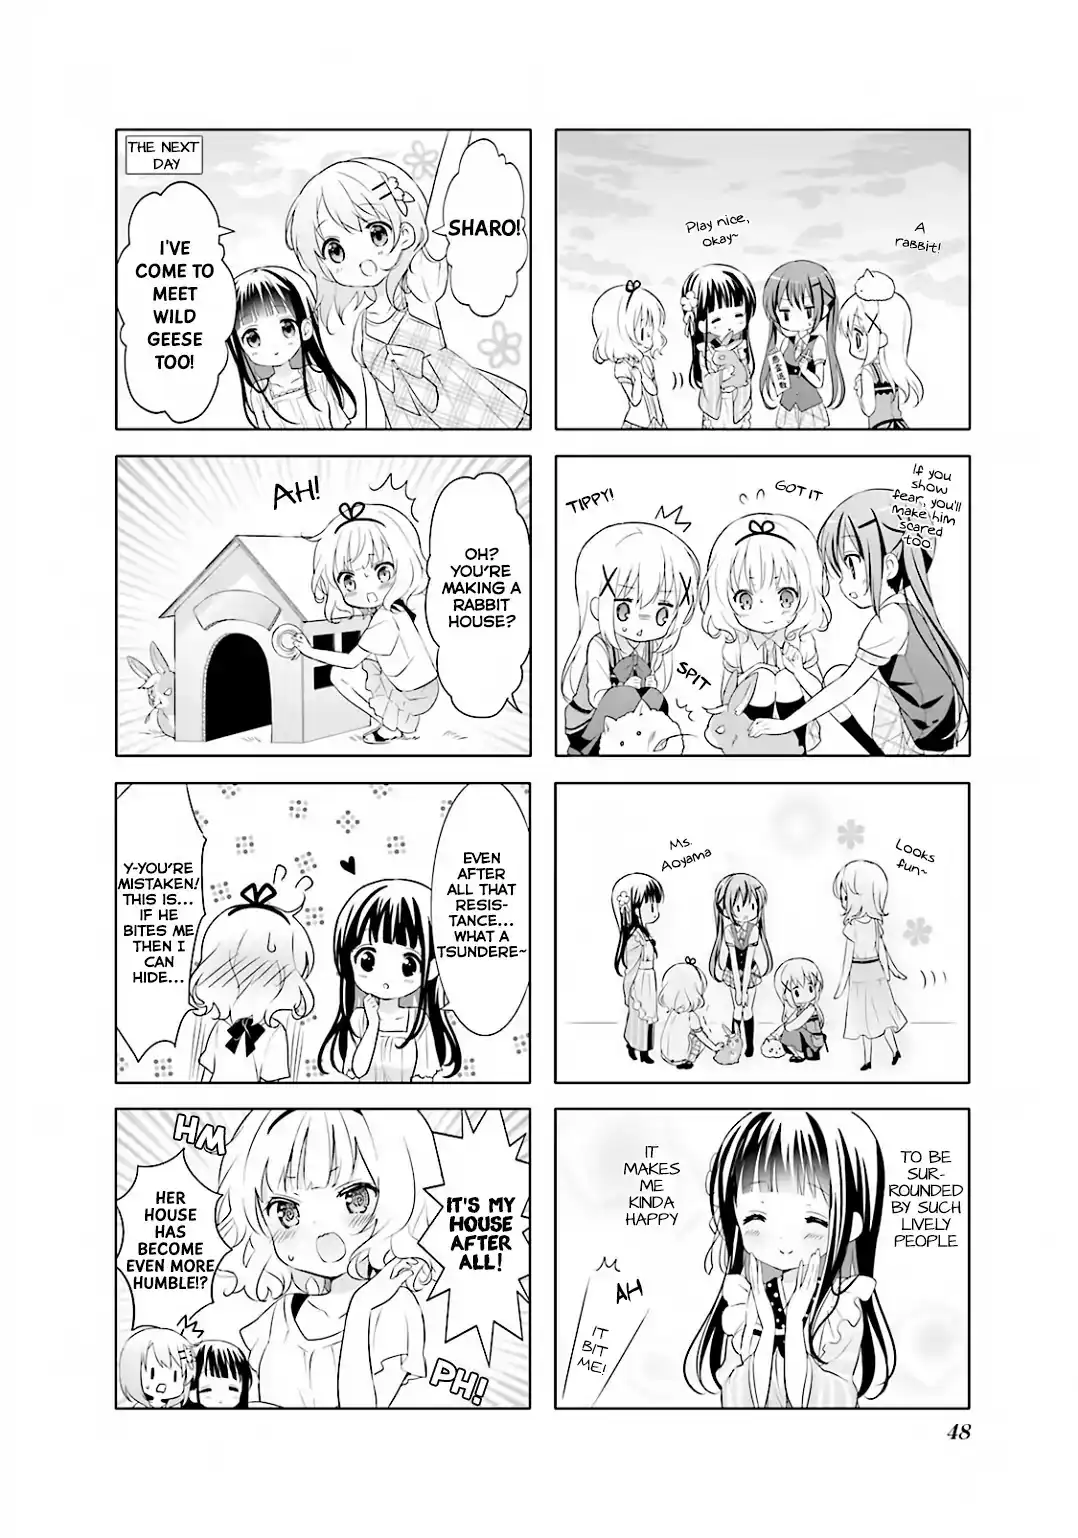 A
rabbit!
Play nice,
okay~
悪霊退散
If you
show
fear, you'll
make him
scared
too
GOT IT
TIPPY!
SPIT
Looks
fun~
Ms.
Aoyama
TO BE
SUR-
ROUNDED
BY SUCH
LIVELY
PEOPLE
IT
MAKES
ME
KINDA
HAPPY
AH
IT
BIT
ME!
THE NEXT
DAY
SHARO!
I'VE
COME TO
MEET
WILD
GEESE
TOO!
OH?
YOU'RE
MAKING A
RABBIT
HOUSE?
AH!
EVEN
AFTER
ALL THAT
RESIS-
TANCE...
WHAT A
TSUNDERE~
Y-YOU'RE
MISTAKEN!
THIS IS...
IF HE
BITES ME
THEN I
CAN
HIDE...
IT'S MY
HOUSE
AFTER
ALL!
HM
PH!
HER
HOUSE
HAS
BECOME
EVEN MORE
HUMBLE!?
48